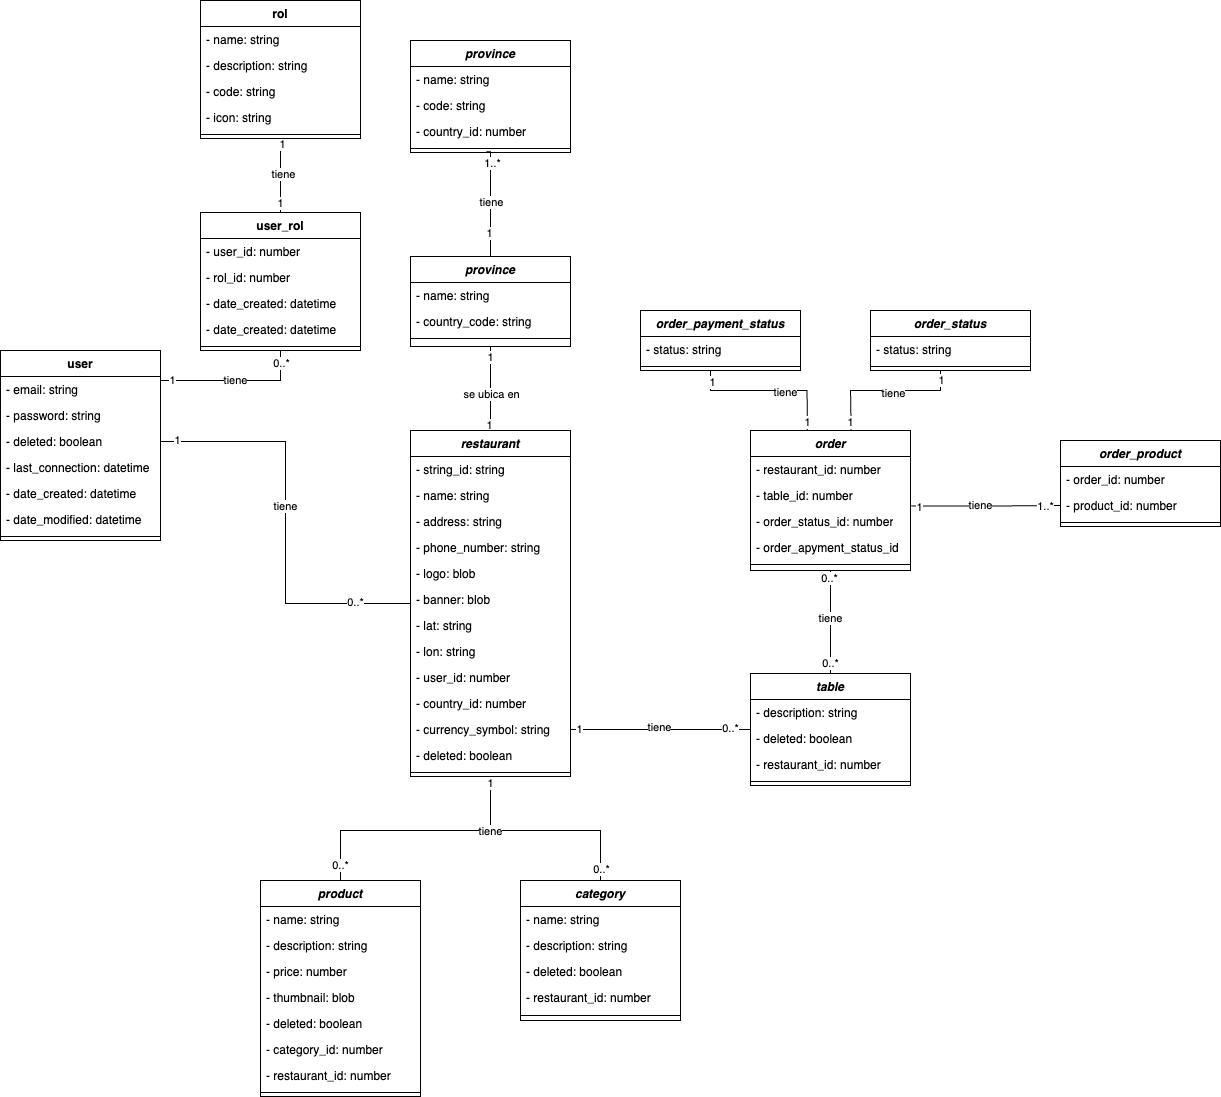 rol
- name: string
- description: string
- code: string
- icon: string
1
tiene
1
user_rol
- user_id: number
- rol_id: number
- date_created: datetime
- date_created: datetime
0..*
tiene
1
user
- email: string
- password: string
- deleted: boolean
- last_connection: datetime
- date_created: datetime
- date_modified: datetime
1
tiene
0..*
province
- name: string
- code: string
- country_id: number
1..*
tiene
1
province
- name: string
- country_code: string
1
se ubica en
1
restaurant
- string_id: string
- name: string
- address: string
- phone_number: string
- logo: blob
- banner: blob
- lat: string
- lon: string
- user_id: number
- country_id: number
- currency_symbol: string
- deleted: boolean
1
tiene
0..*
0..*
1
tiene
0..*
order_payment_status
- status: string
1
tiene
1
order_status
- status: string
1
tiene
1
order
- restaurant_id: number
- table_id: number
- order_status_id: number
- order_apyment_status_id
1
tiene
1..*
order_product
- order_id: number
- product_id: number
0..*
tiene
0..*
table
- description: string
- deleted: boolean
- restaurant_id: number
product
- name: string
- description: string
- price: number
- thumbnail: blob
- deleted: boolean
- category_id: number
- restaurant_id: number
category
- name: string
- description: string
- deleted: boolean
- restaurant_id: number